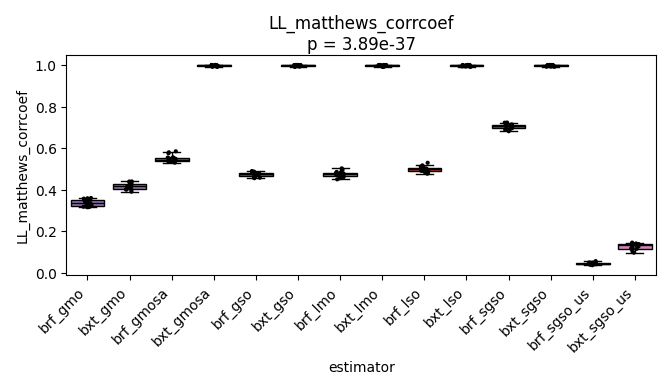 LL_matthews_corrcoef
p = 3.89e-37
LL_matthews_corrcoef
1.0
0.8
0.6
0.4
0.2
0.0
brf_gmo
bxt_gmo
brf_gmosa
bxt_gmosa
brf_gso
bxt_gso
brf_lmo
bxt_lmo
brf_lso
bxt_lso
brf_sgso
bxt_sgso
brf_sgso_us
bxt_sgso_us
estimator